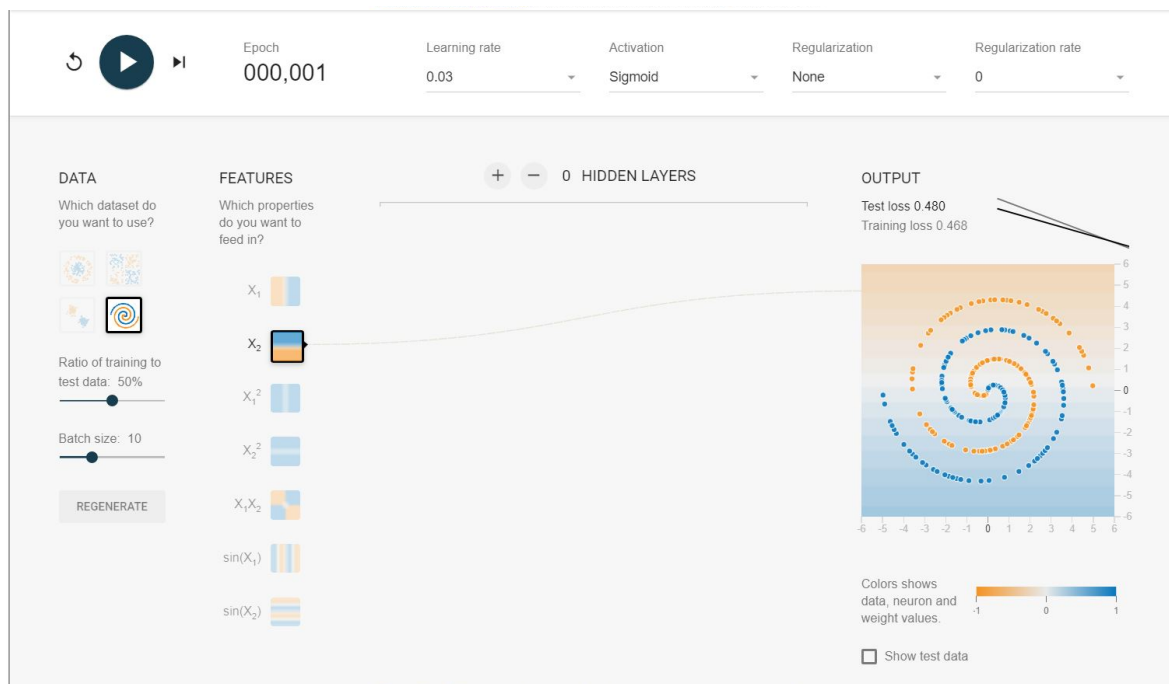 Epoch
000,001
Learning rate
0.03
Activation
Sigmoid
Regularization
None
Regularization rate
0
DATA
Which dataset do
you want to use?
Ratio of training to
test data: 50%
Batch size: 10
REGENERATE
FEATURES
Which properties
do you want to
feed in?
X₁
X₂
X₁²
X₂²
X₁X₂
sin(X₁)
sin(X₂)
+ − 0 HIDDEN LAYERS
OUTPUT
Test loss 0.480
Training loss 0.468
6
5
4
3
2
1
0
-1
-2
-3
-4
-5
-6
-6 -5 -4 -3 -2 -1 0 1 2 3 4 5 6
Colors shows
data, neuron and
weight values.
-1 0 1
Show test data